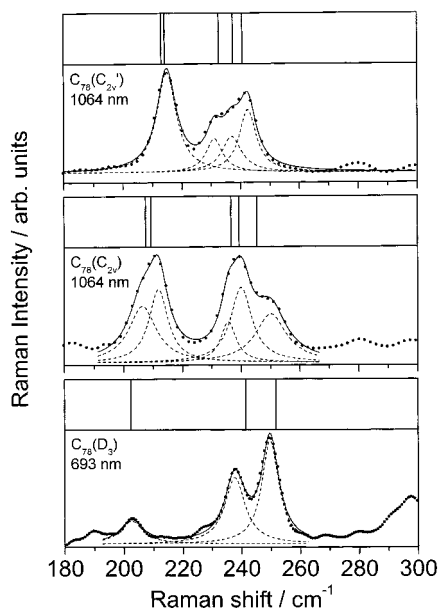 C₇₈(C₂ᵥ')
1064 nm
C₇₈(C₂ᵥ)
1064 nm
C₇₈(D₃)
693 nm
Raman Intensity / arb. units
180 200 220 240 260 280 300
Raman shift / cm⁻¹